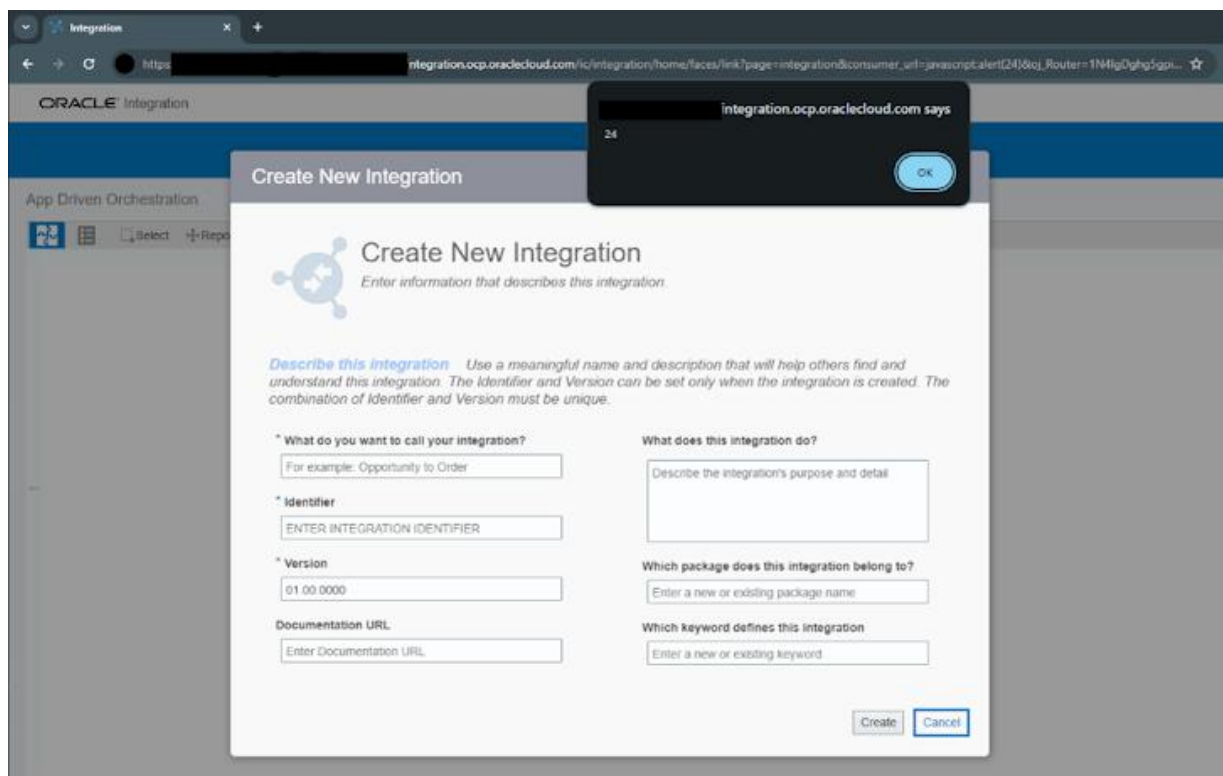 Integration
https
ntegration.ocp.oraclecloud.com/ic/integration/home/faces/link?page=integration&consumer_url=javascript:alert(24)&oj_Router=
ORACLE Integration
integration.ocp.oraclecloud.com says
24
OK
Create New Integration
App Driven Orchestration
Select
Repo
Create New Integration
Enter information that describes this integration.
Describe this integration Use a meaningful name and description that will help others find and
understand this integration. The Identifier and Version can be set only when the integration is created. The
combination of Identifier and Version must be unique.
* What do you want to call your integration?
For example: Opportunity to Order
* Identifier
ENTER INTEGRATION IDENTIFIER
* Version
01.00.0000
Documentation URL
Enter Documentation URL
What does this integration do?
Describe the integration's purpose and detail
Which package does this integration belong to?
Enter a new or existing package name
Which keyword defines this Integration
Enter a new or existing keyword
Create
Cancel